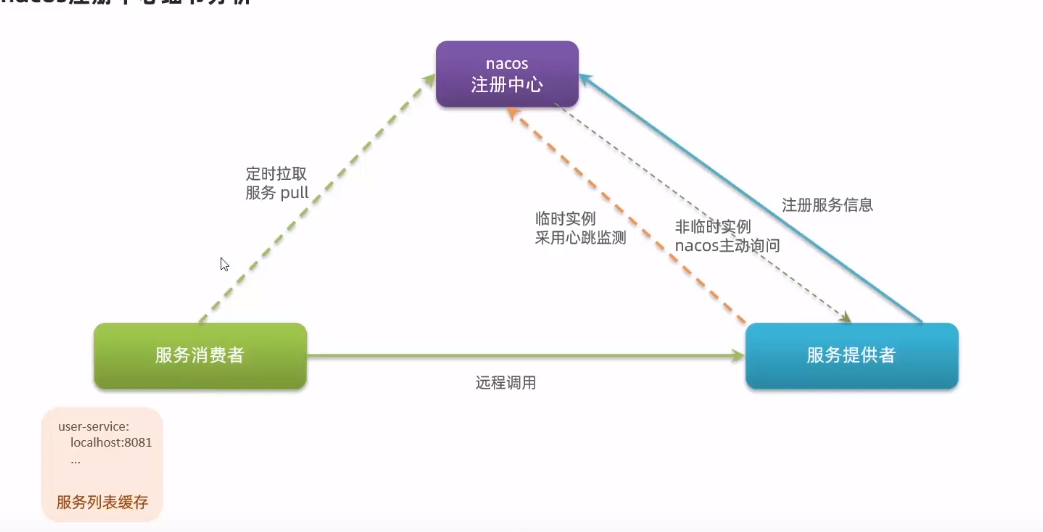 nacos注册中心细节分析
nacos
注册中心
定时拉取
服务 pull
临时实例
采用心跳监测
非临时实例
nacos主动询问
注册服务信息
服务消费者
服务提供者
远程调用
user-service:
localhost:8081
...
服务列表缓存